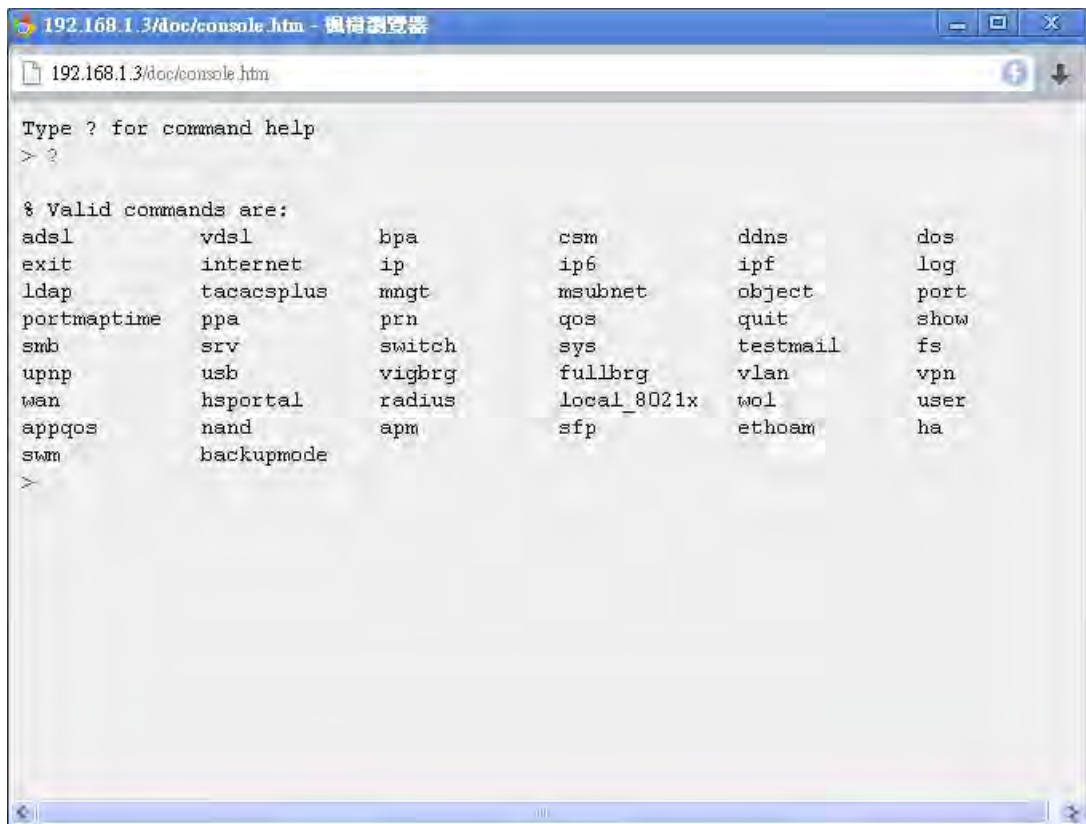 192.168.1.3/doc/console.htm - 楓樹瀏覽器
192.168.1.3/doc/console.htm
Type ? for command help
> ?
% Valid commands are:
adsl vdsl bpa csm ddns dos
exit internet ip ip6 ipf log
ldap tacacsplus mngt msubnet object port
portmaptime ppa prn qos quit show
smb srv switch sys testmail fs
upnp usb vigbrg fullbrg vlan vpn
wan hsportal radius local_8021x wol user
appqos nand apm sfp ethoam ha
swm backupmode
>